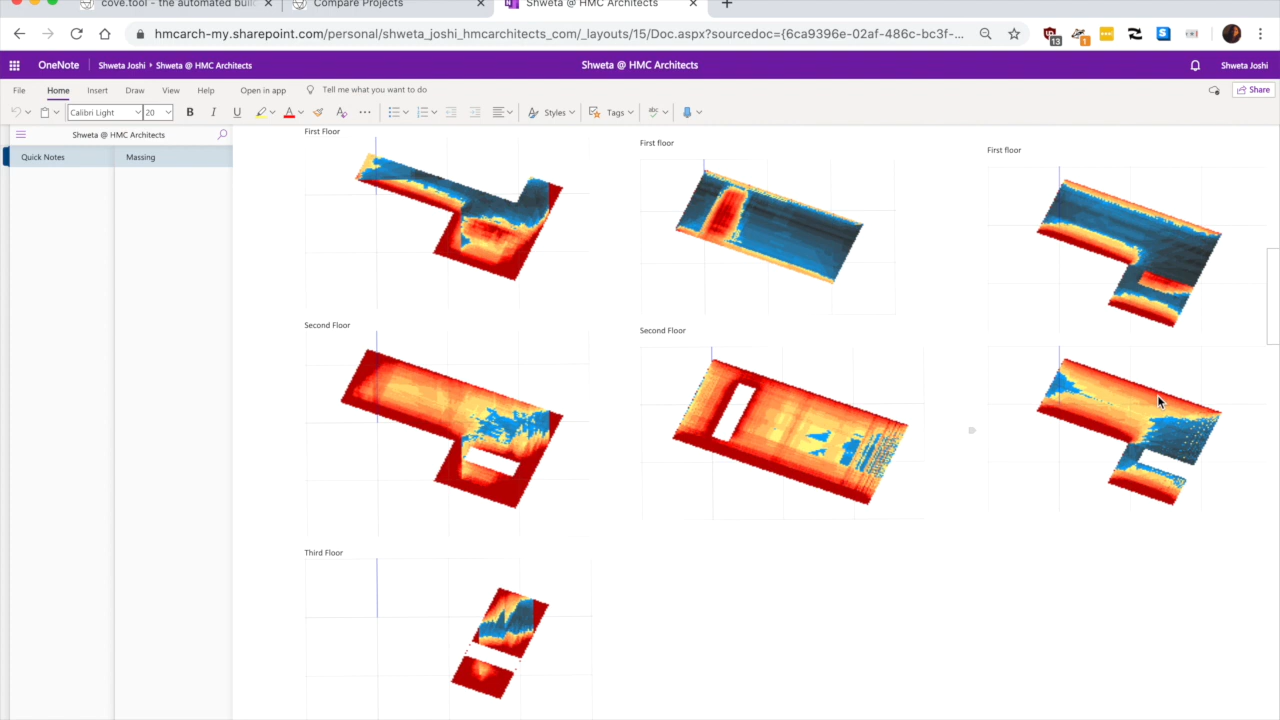 cove.tool - the automated buil
Compare Projects
Shweta @ HMC Architects
hmcarch-my.sharepoint.com/personal/shweta_joshi_hmcarchitects_com/_layouts/15/Doc.aspx?sourcedoc={6ca9396e-02af-486c-bc3f-...
13
1
OneNote Shweta Joshi › Shweta @ HMC Architects
Shweta @ HMC Architects
Shweta Joshi
File Home Insert Draw View Help Open in app Tell me what you want to do
Share
Calibri Light 20 B I U A A Styles Tags abc
Shweta @ HMC Architects
Quick Notes Massing
First Floor
First floor
First floor
Second Floor
Second Floor
Third Floor